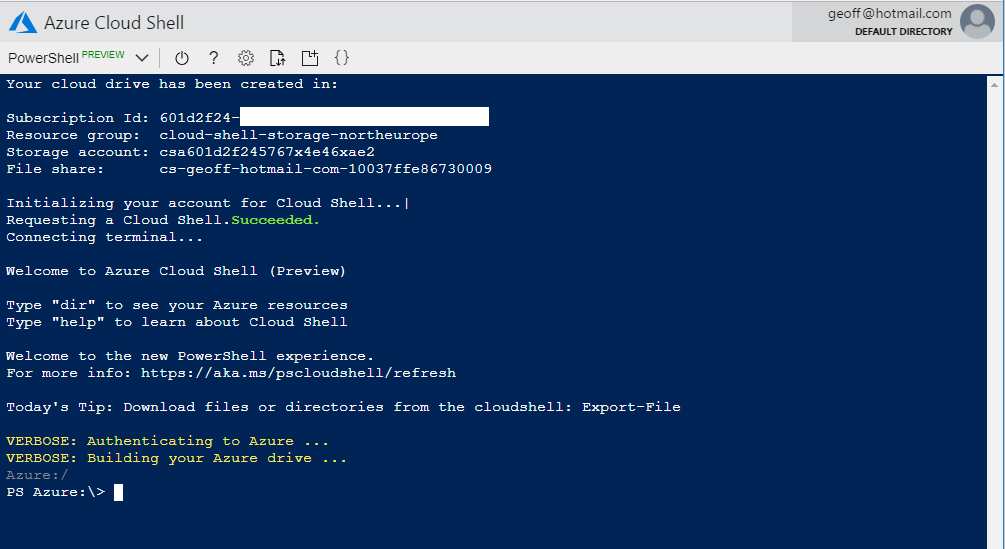 Azure Cloud Shell
geoff@hotmail.com
DEFAULT DIRECTORY
PowerShell PREVIEW
?
{}
Your cloud drive has been created in:
Subscription Id: 601d2f24-
Resource group:  cloud-shell-storage-northeurope
Storage account: csa601d2f245767x4e46xae2
File share:      cs-geoff-hotmail-com-10037ffe86730009
Initializing your account for Cloud Shell...|
Requesting a Cloud Shell.Succeeded.
Connecting terminal...
Welcome to Azure Cloud Shell (Preview)
Type "dir" to see your Azure resources
Type "help" to learn about Cloud Shell
Welcome to the new PowerShell experience.
For more info: https://aka.ms/pscloudshell/refresh
Today's Tip: Download files or directories from the cloudshell: Export-File
VERBOSE: Authenticating to Azure ...
VERBOSE: Building your Azure drive ...
Azure:/
PS Azure:\>